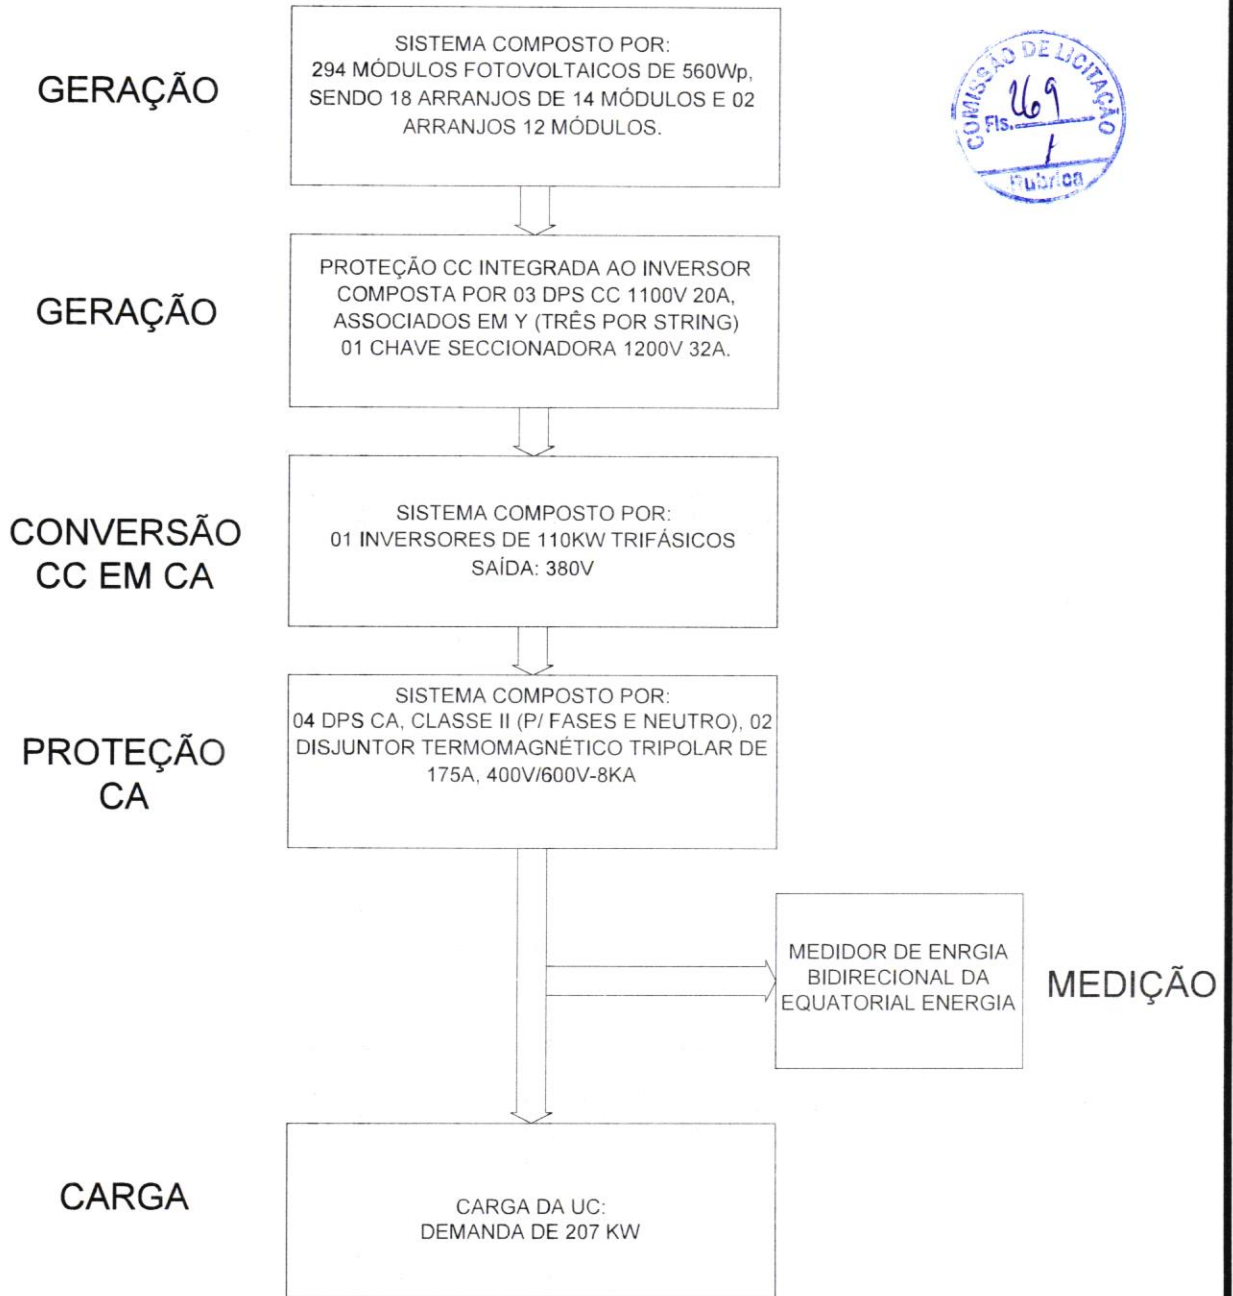 GERAÇÃO
SISTEMA COMPOSTO POR:
294 MÓDULOS FOTOVOLTAICOS DE 560Wp,
SENDO 18 ARRANJOS DE 14 MÓDULOS E 02
ARRANJOS 12 MÓDULOS.
COMISSÃO DE LICITAÇÃO
Fls. 269
Rubrica
GERAÇÃO
PROTEÇÃO CC INTEGRADA AO INVERSOR
COMPOSTA POR 03 DPS CC 1100V 20A,
ASSOCIADOS EM Y (TRÊS POR STRING)
01 CHAVE SECCIONADORA 1200V 32A.
CONVERSÃO
CC EM CA
SISTEMA COMPOSTO POR:
01 INVERSORES DE 110KW TRIFÁSICOS
SAÍDA: 380V
PROTEÇÃO
CA
SISTEMA COMPOSTO POR:
04 DPS CA, CLASSE II (P/ FASES E NEUTRO), 02
DISJUNTOR TERMOMAGNÉTICO TRIPOLAR DE
175A, 400V/600V-8KA
MEDIDOR DE ENRGIA
BIDIRECIONAL DA
EQUATORIAL ENERGIA
MEDIÇÃO
CARGA
CARGA DA UC:
DEMANDA DE 207 KW